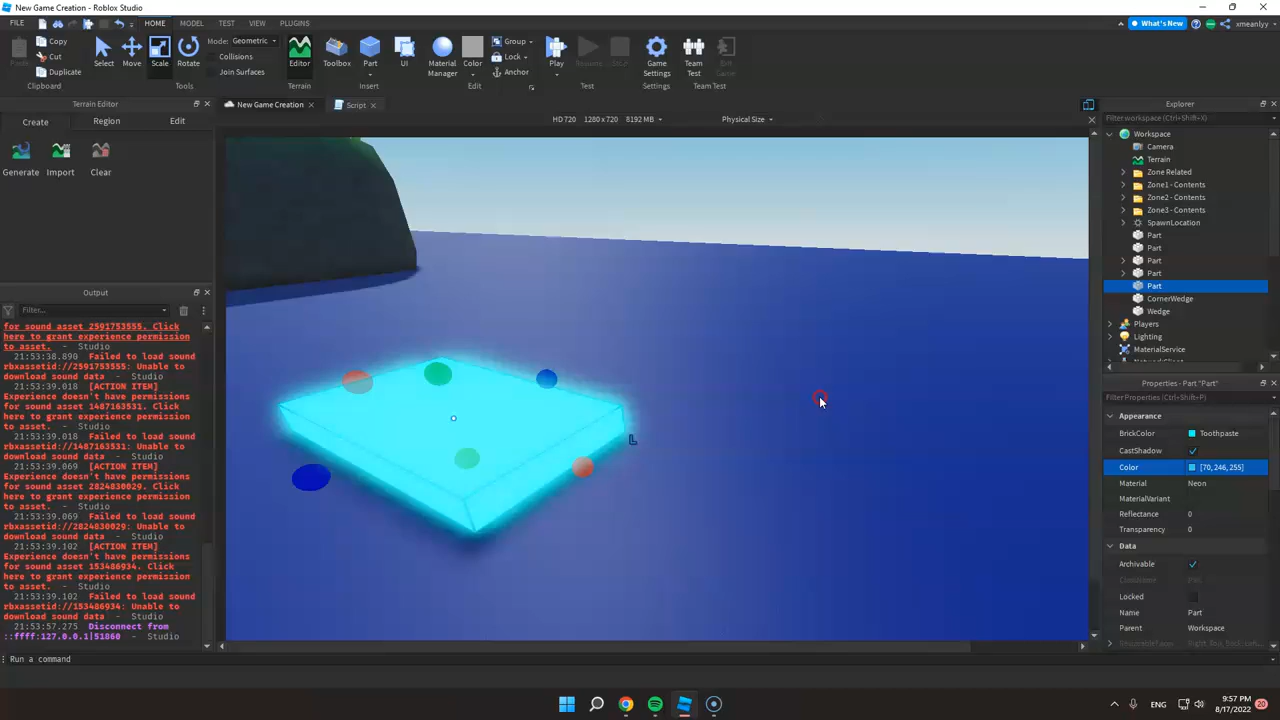 New Game Creation - Roblox Studio
FILE HOME MODEL TEST VIEW PLUGINS What's New xmeanlyy
Copy Mode: Geometric Group
Cut Collisions Lock
Duplicate Join Surfaces Anchor
Select Move Scale Rotate Editor Toolbox Part UI Material Manager Color Play Game Settings Team Test
Clipboard Tools Terrain Insert Edit Test Settings Team Test
Terrain Editor
Create Region Edit
Generate Import Clear
New Game Creation Script
HD 720 1280 x 720 8192 MB Physical Size
Output
Filter...
for sound asset 2591753555. Click
here to grant experience permission
to asset. - Studio
21:53:38.890 Failed to load sound
rbxassetid://2591753555: Unable to
download sound data - Studio
21:53:39.018 [ACTION ITEM]
Experience doesn't have permissions
for sound asset 1487163531. Click
here to grant experience permission
to asset. - Studio
21:53:39.018 Failed to load sound
rbxassetid://1487163531: Unable to
download sound data - Studio
21:53:39.069 [ACTION ITEM]
Experience doesn't have permissions
for sound asset 2824830029. Click
here to grant experience permission
to asset. - Studio
21:53:39.069 Failed to load sound
rbxassetid://2824830029: Unable to
download sound data - Studio
21:53:39.102 [ACTION ITEM]
Experience doesn't have permissions
for sound asset 153486934. Click
here to grant experience permission
to asset. - Studio
21:53:39.102 Failed to load sound
rbxassetid://153486934: Unable to
download sound data - Studio
21:53:57.275 Disconnect from
::ffff:127.0.0.1|51860 - Studio
L
Explorer
Filter workspace (Ctrl+Shift+X)
Workspace
Camera
Terrain
Zone Related
Zone1 - Contents
Zone2 - Contents
Zone3 - Contents
SpawnLocation
Part
Part
Part
Part
Part
CornerWedge
Wedge
Players
Lighting
MaterialService
Properties - Part "Part"
Filter Properties (Ctrl+Shift+P)
Appearance
BrickColor Toothpaste
CastShadow
Color [70, 246, 255]
Material Neon
MaterialVariant
Reflectance 0
Transparency 0
Data
Archivable
Locked
Name Part
Parent Workspace
Run a command
ENG 9:57 PM
8/17/2022 20